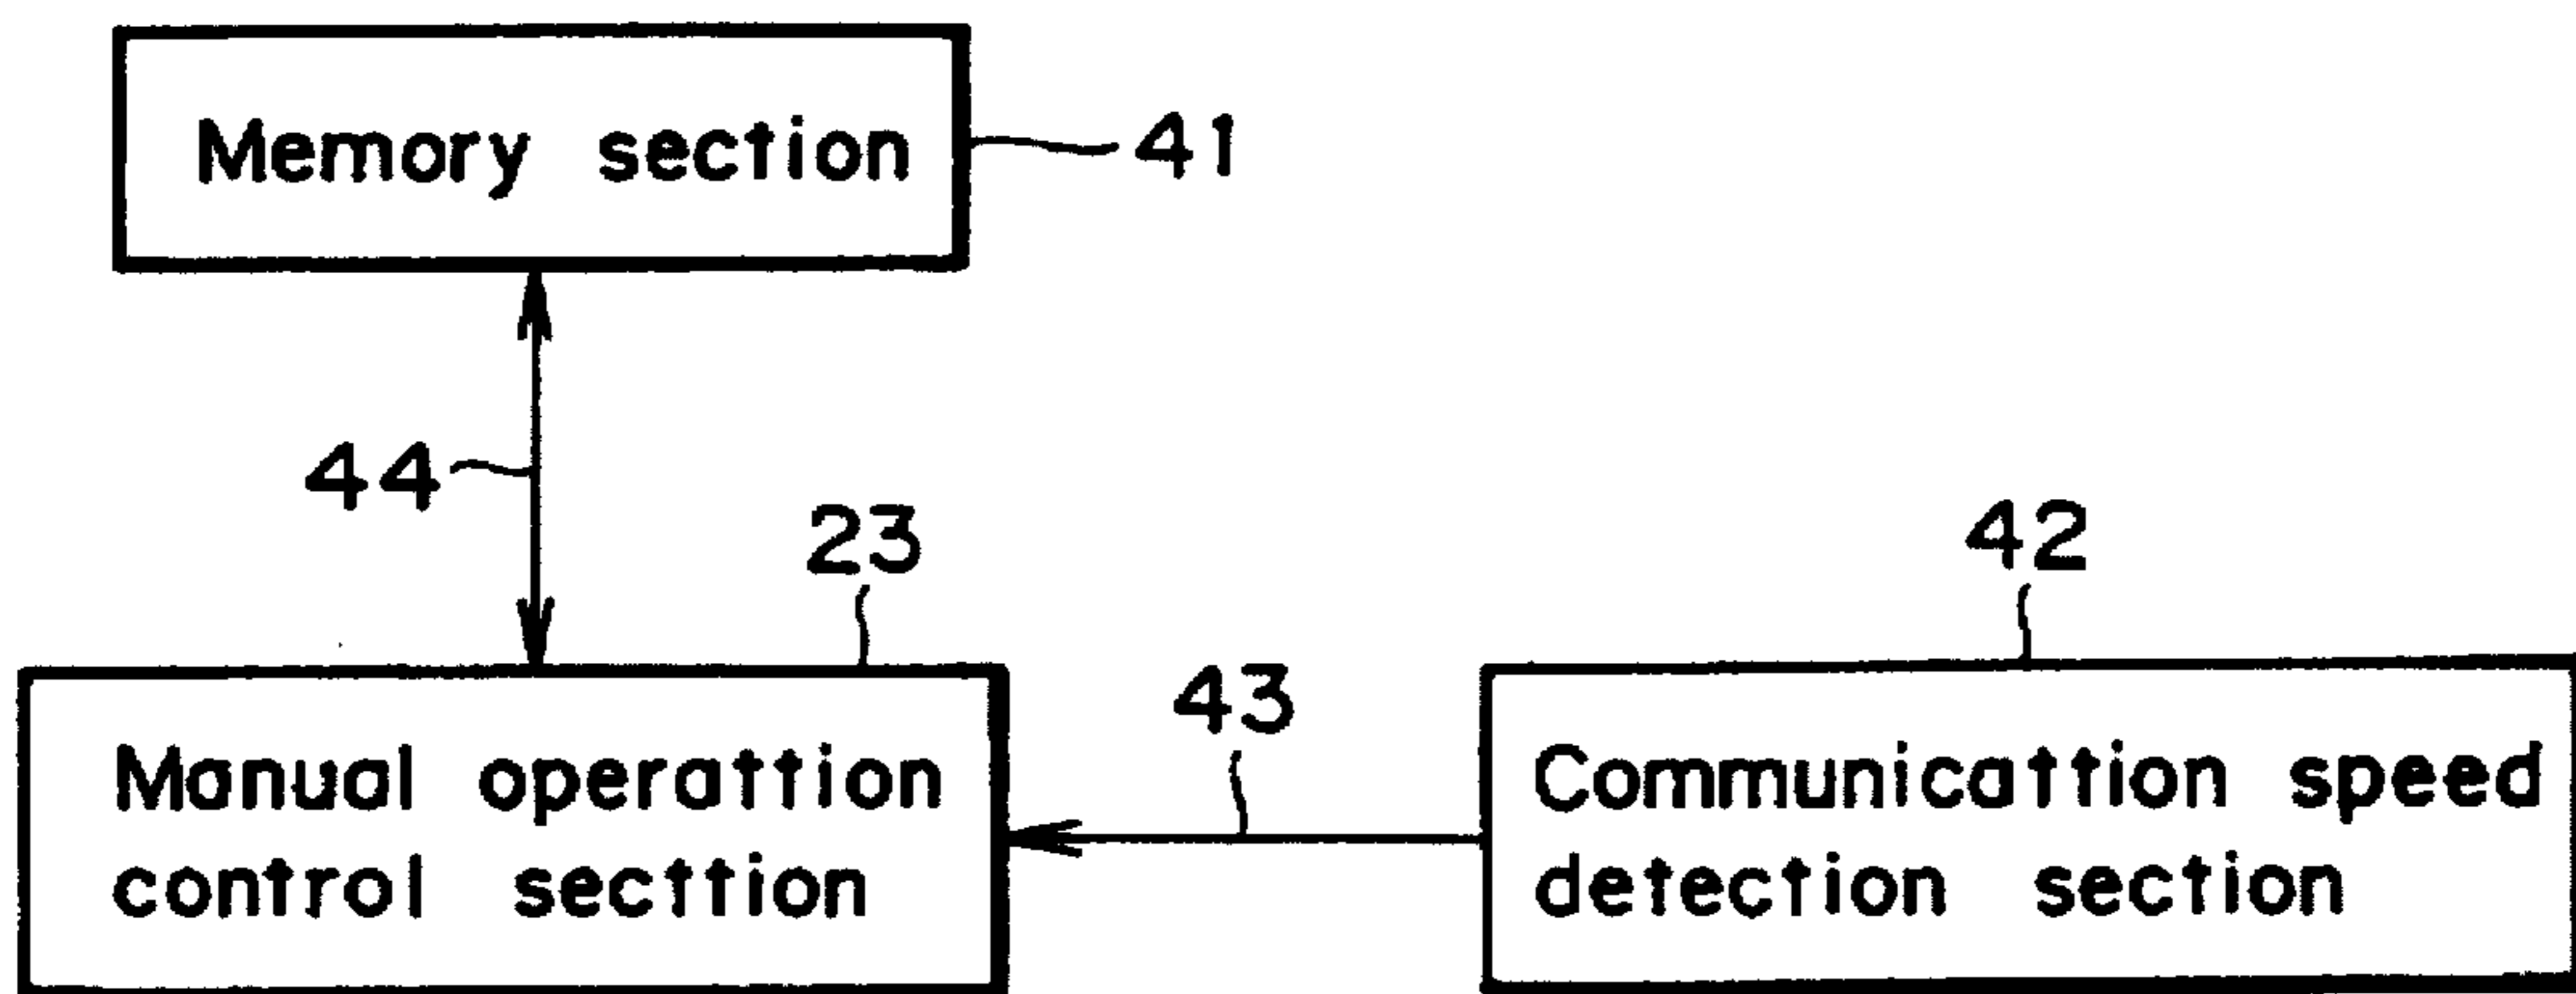 Memory section
41
44
23
42
43
Manual operattion
control secttion
Communicattion speed
detection section